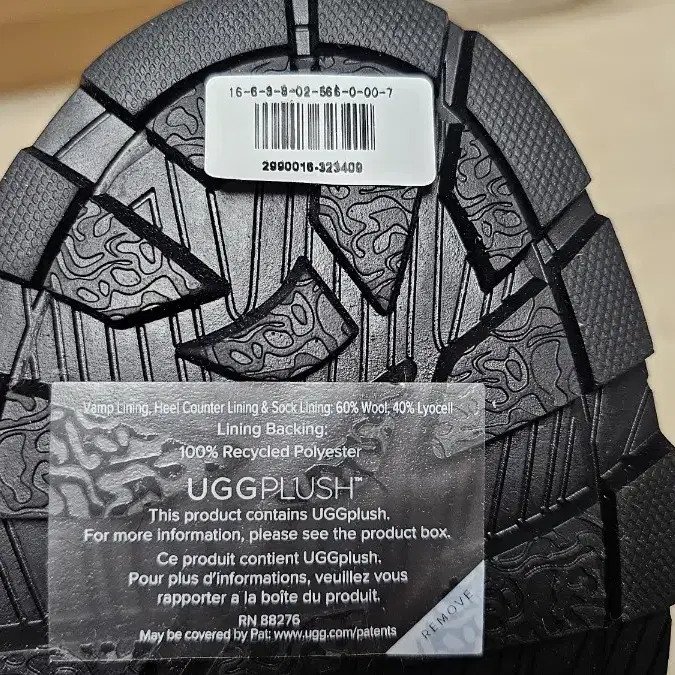 16-6-3-9-02-566-0-00-7
2990016-323409
Vamp Lining, Heel Counter Lining & Sock Lining: 60% Wool, 40% Lyocell
Lining Backing:
100% Recycled Polyester
UGGPLUSH™
This product contains UGGplush.
For more information, please see the product box.
Ce produit contient UGGplush.
Pour plus d'informations, veuillez vous
rapporter a la boîte du produit.
RN 88276
May be covered by Pat: www.ugg.com/patents
REMOVE